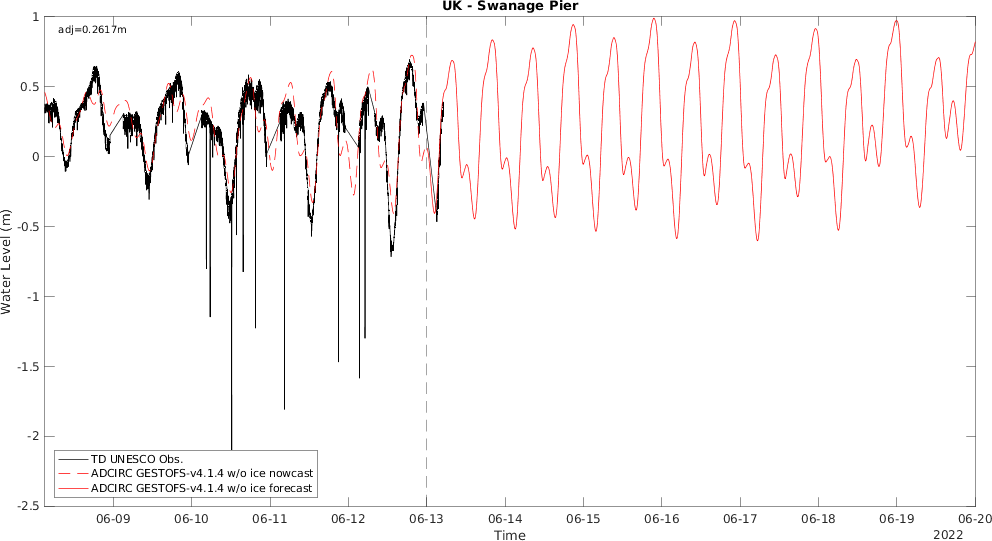 UK - Swanage Pier
adj=0.2617m
1
0.5
0
-0.5
-1
-1.5
-2
-2.5
Water Level (m)
TD UNESCO Obs.
ADCIRC GESTOFS-v4.1.4 w/o ice nowcast
ADCIRC GESTOFS-v4.1.4 w/o ice forecast
06-09 06-10 06-11 06-12 06-13 06-14 06-15 06-16 06-17 06-18 06-19 06-20
Time
2022